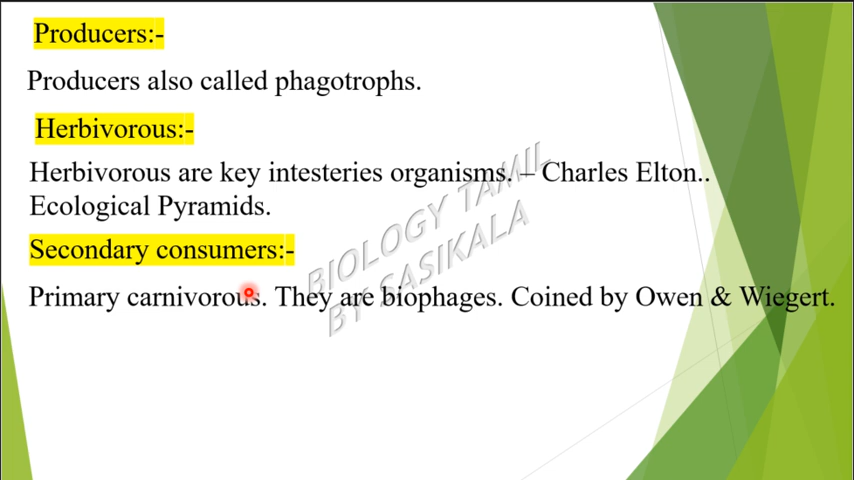 Producers:-
Producers also called phagotrophs.
Herbivorous:-
Herbivorous are key intesteries organisms. – Charles Elton..
Ecological Pyramids.
Secondary consumers:-
Primary carnivorous. They are biophages. Coined by Owen & Wiegert.
BIOLOGY TAMIL
BY SASIKALA